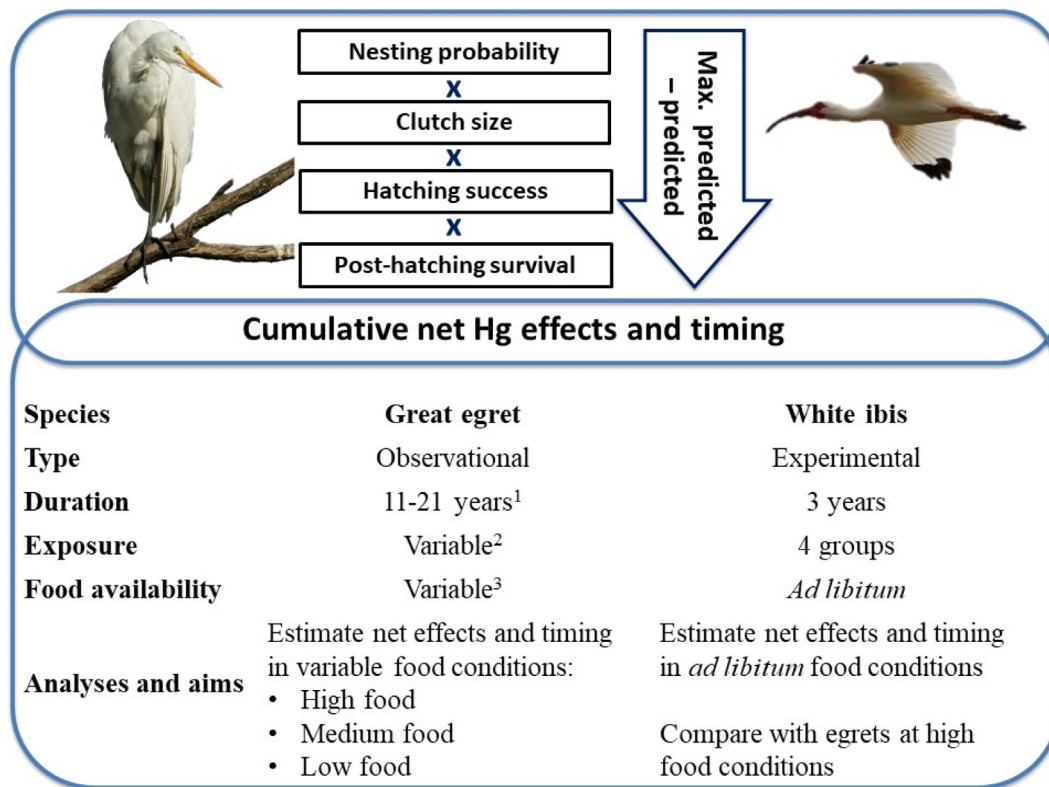 Nesting probability
x
Clutch size
x
Hatching success
x
Post-hatching survival
Max. predicted
– predicted
Cumulative net Hg effects and timing
Species Great egret White ibis
Type Observational Experimental
Duration 11-21 years¹ 3 years
Exposure Variable² 4 groups
Food availability Variable³ Ad libitum
Analyses and aims
Estimate net effects and timing
in variable food conditions:
• High food
• Medium food
• Low food
Estimate net effects and timing
in ad libitum food conditions
Compare with egrets at high
food conditions